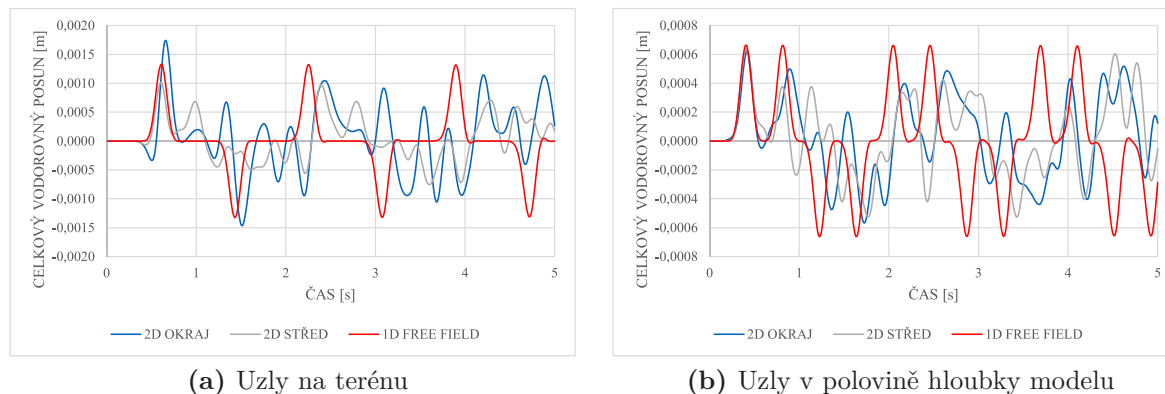 CELKOVÝ VODOROVNÝ POSUN [m]
0,0020
0,0015
0,0010
0,0005
0,0000
-0,0005
-0,0010
-0,0015
-0,0020
0 1 2 3 4 5
ČAS [s]
2D OKRAJ 2D STŘED 1D FREE FIELD
(a) Uzly na terénu
CELKOVÝ VODOROVNÝ POSUN [m]
0,0008
0,0006
0,0004
0,0002
0,0000
-0,0002
-0,0004
-0,0006
-0,0008
0 1 2 3 4 5
ČAS [s]
2D OKRAJ 2D STŘED 1D FREE FIELD
(b) Uzly v polovině hloubky modelu